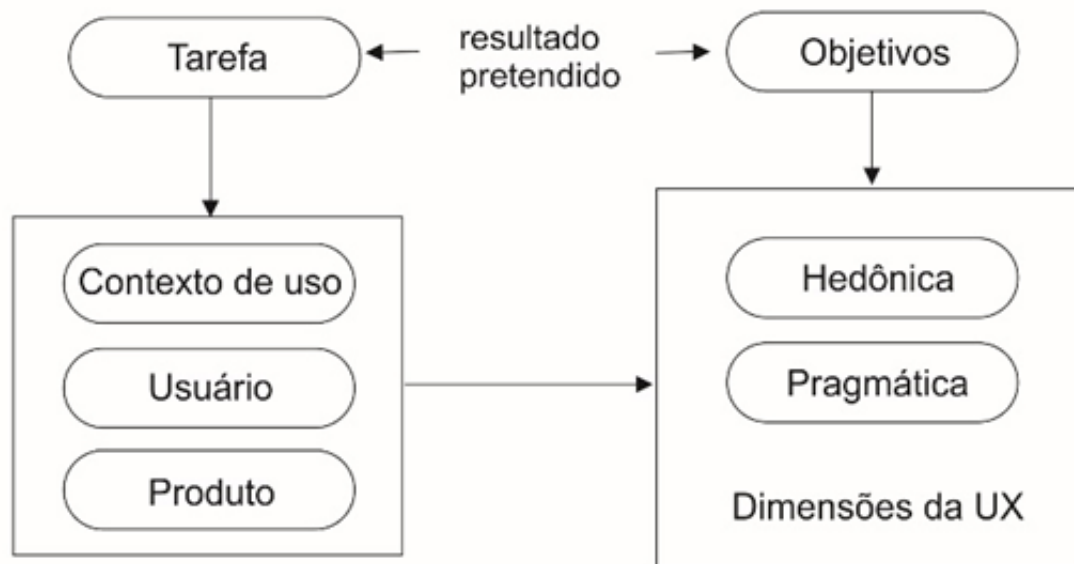 Tarefa
resultado
pretendido
Objetivos
Contexto de uso
Usuário
Produto
Hedônica
Pragmática
Dimensões da UX